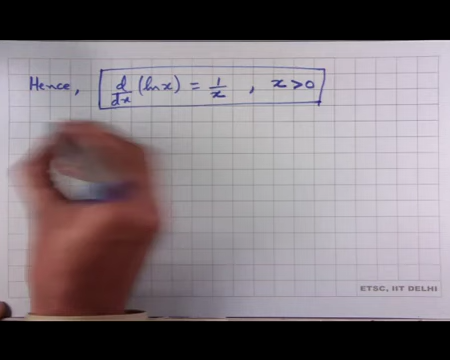 Hence, d/dx (ln x) = 1/x , x > 0
ETSC, IIT DELHI